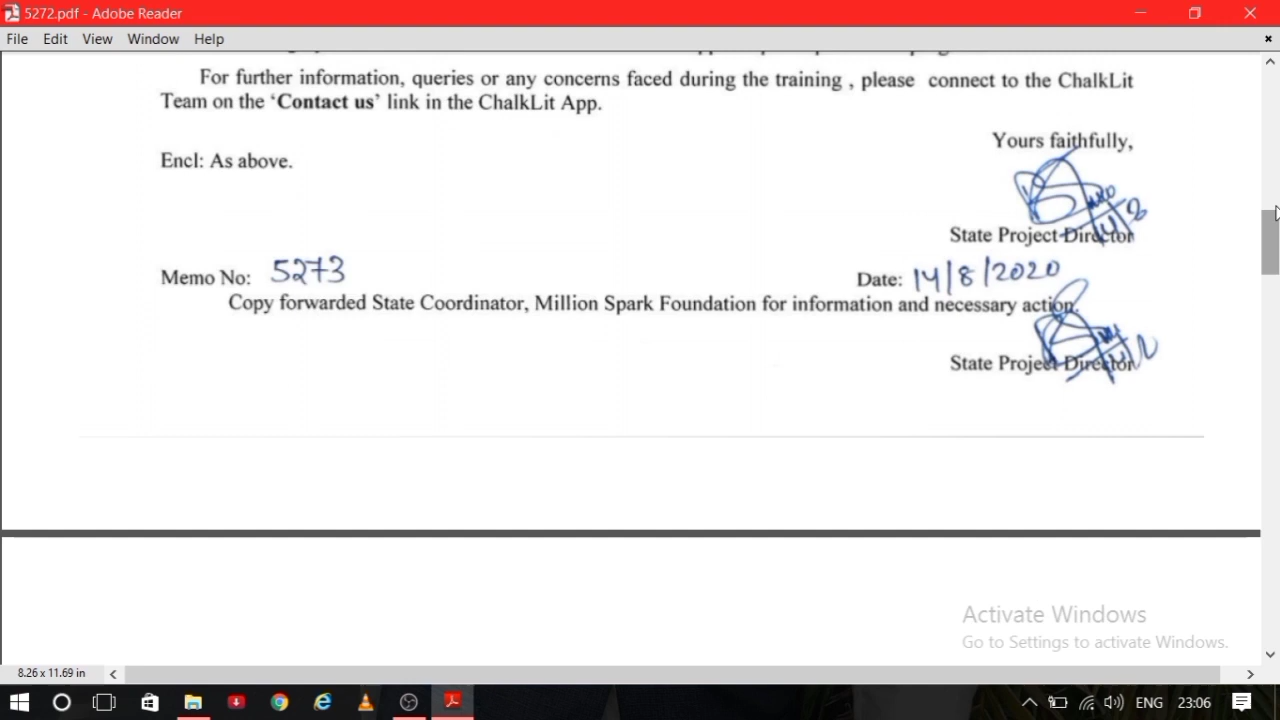 5272.pdf - Adobe Reader
File Edit View Window Help
For further information, queries or any concerns faced during the training , please connect to the ChalkLit
Team on the ‘Contact us’ link in the ChalkLit App.
Yours faithfully,
Encl: As above.
State Project Director
Memo No: 5273
Date: 14/8/2020
Copy forwarded State Coordinator, Million Spark Foundation for information and necessary action.
State Project Director
Activate Windows
Go to Settings to activate Windows.
8.26 x 11.69 in
ENG 23:06